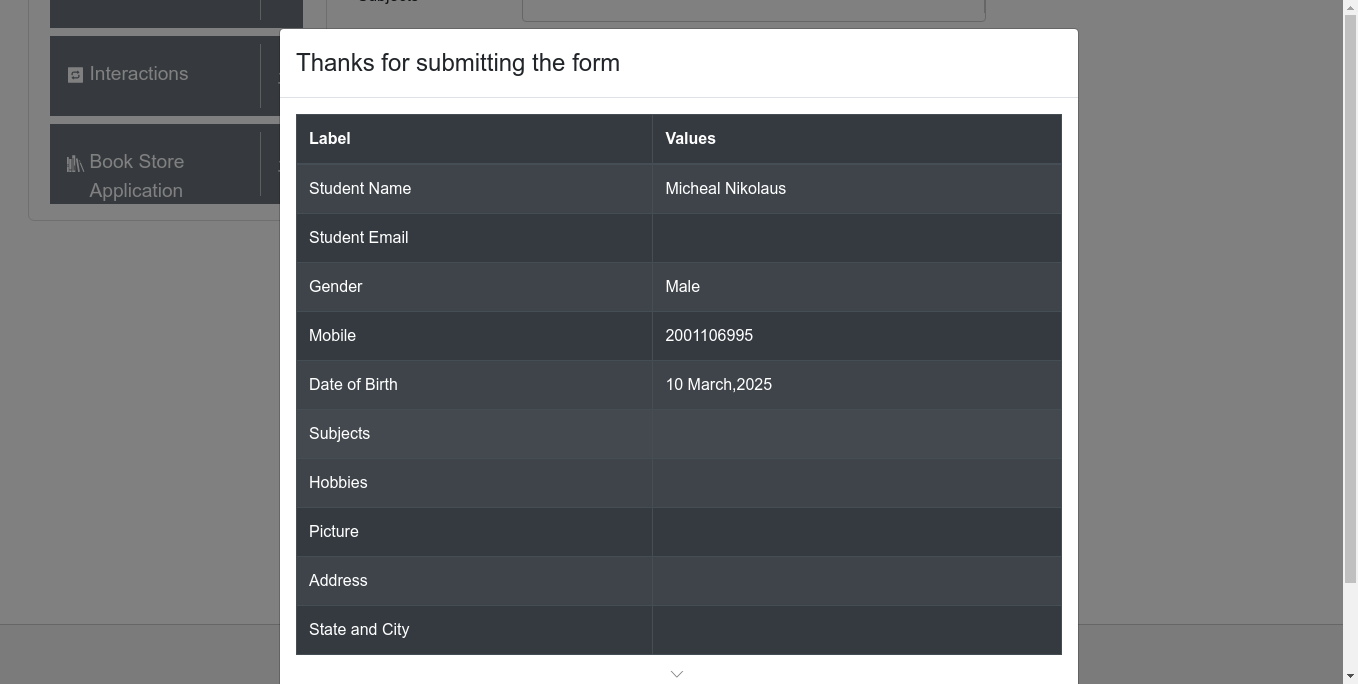 Subjects
Interactions
Book Store
Application
Thanks for submitting the form
Label Values
Student Name Micheal Nikolaus
Student Email
Gender Male
Mobile 2001106995
Date of Birth 10 March,2025
Subjects
Hobbies
Picture
Address
State and City